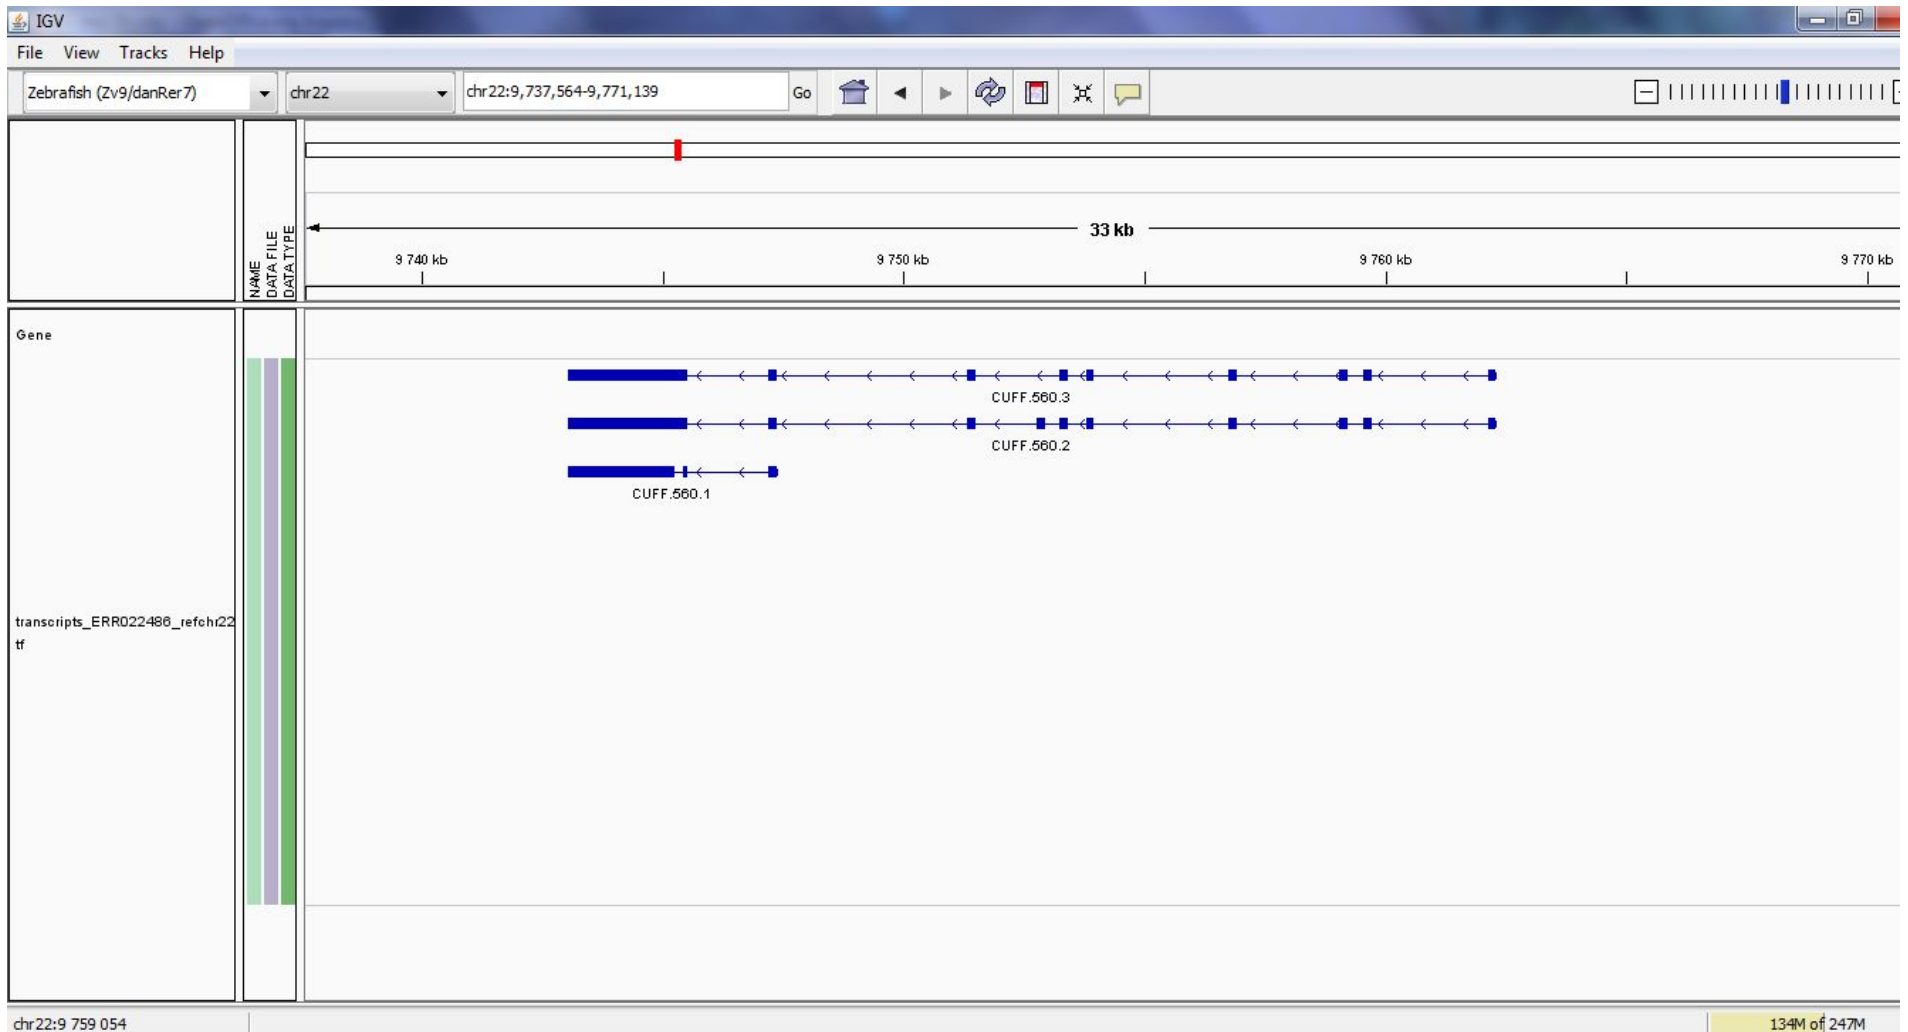 IGV
File View Tracks Help
Zebrafish (Zv9/danRer7) chr22 chr22:9,737,564-9,771,139 Go
NAME
DATA FILE
DATA TYPE
33 kb
9 740 kb 9 750 kb 9 760 kb 9 770 kb
Gene
CUFF.560.3
CUFF.560.2
CUFF.560.1
transcripts_ERR022486_refchr22
tf
chr22:9 759 054 134M of 247M